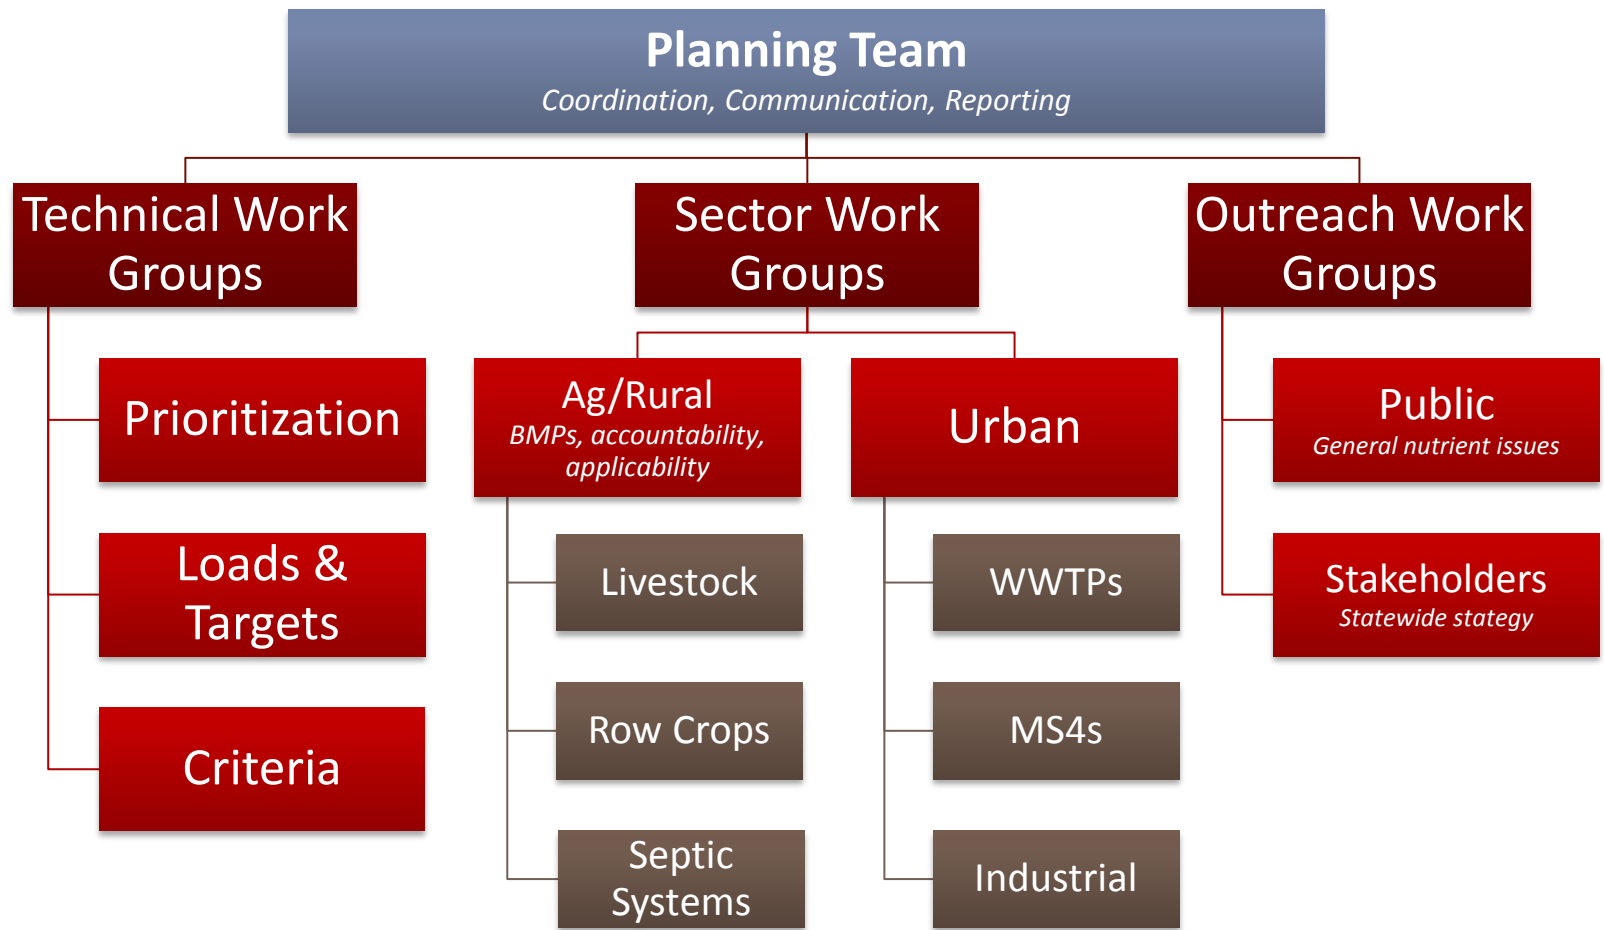 Planning Team
Coordination, Communication, Reporting
Technical Work
Groups
Sector Work
Groups
Outreach Work
Groups
Prioritization
Loads &
Targets
Criteria
Ag/Rural
BMPs, accountability,
applicability
Livestock
Row Crops
Septic
Systems
Urban
WWTPs
MS4s
Industrial
Public
General nutrient issues
Stakeholders
Statewide stategy